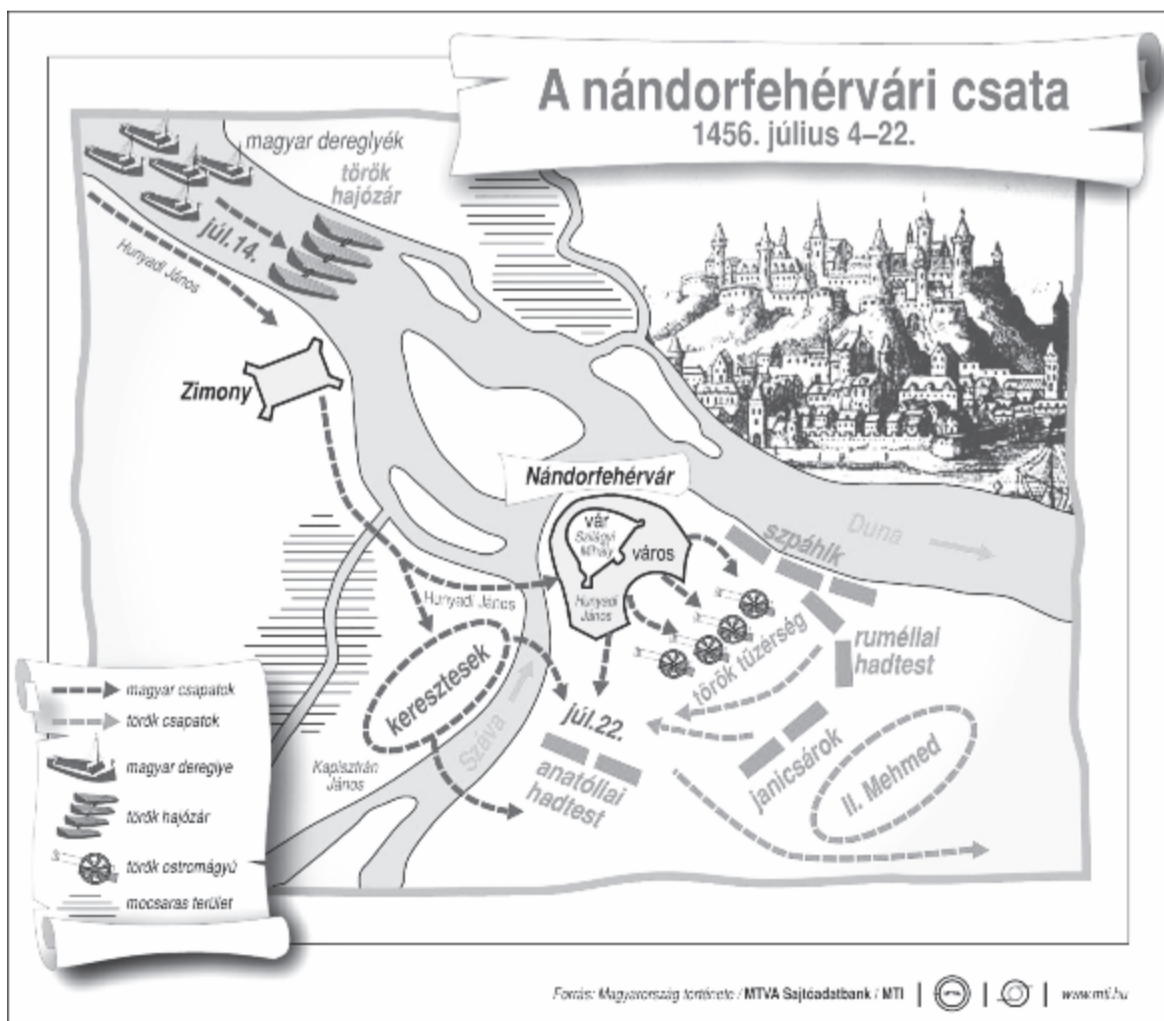 A nándorfehérvári csata
1456. július 4–22.
magyar dereglyék
török
hajózár
júl.14.
Hunyadi János
Zimony
Nándorfehérvár
vár
Szilágyi
Mihály
város
Hunyadi
János
Hunyadi János
Duna
szpáhik
ruméliai
hadtest
török tüzérség
keresztesek
Kapisztrán
János
Száva
júl.22.
anatóliai
hadtest
janicsárok
II. Mehmed
magyar csapatok
török csapatok
magyar dereglye
török hajózár
török ostromágyú
mocsaras terület
Forrás: Magyarország története / MTVA Sajtóadatbank / MTI
www.mti.hu